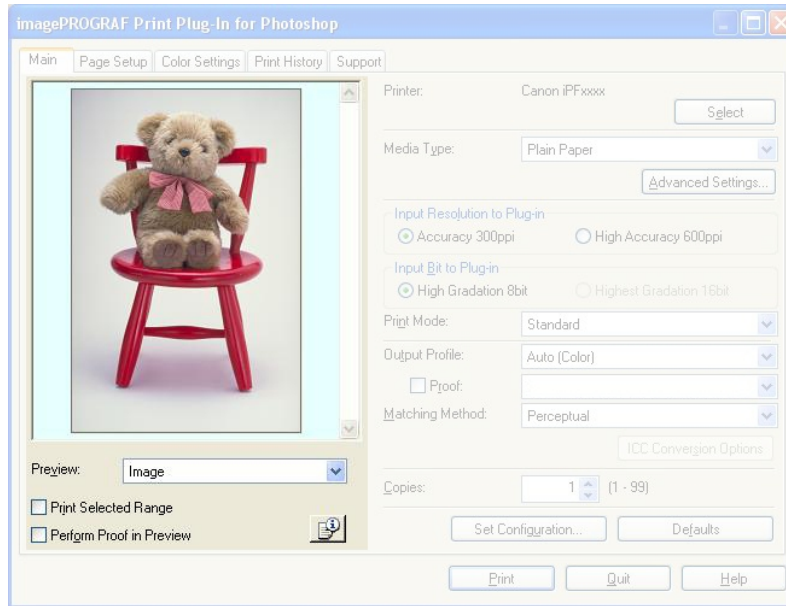 imagePROGRAF Print Plug-In for Photoshop
Main Page Setup Color Settings Print History Support
Printer: Canon iPFxxxx
Select
Media Type: Plain Paper
Advanced Settings...
Input Resolution to Plug-in
Accuracy 300ppi High Accuracy 600ppi
Input Bit to Plug-in
High Gradation 8bit Highest Gradation 16bit
Print Mode: Standard
Output Profile: Auto (Color)
Proof:
Matching Method: Perceptual
ICC Conversion Options
Preview: Image
Copies: 1 (1 - 99)
Print Selected Range
Perform Proof in Preview
Set Configuration... Defaults
Print Quit Help